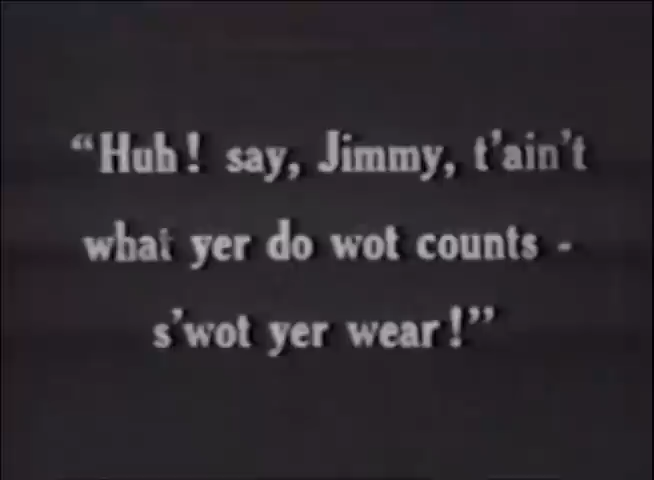 “Huh! say, Jimmy, t’ain’t
what yer do wot counts -
s’wot yer wear!”